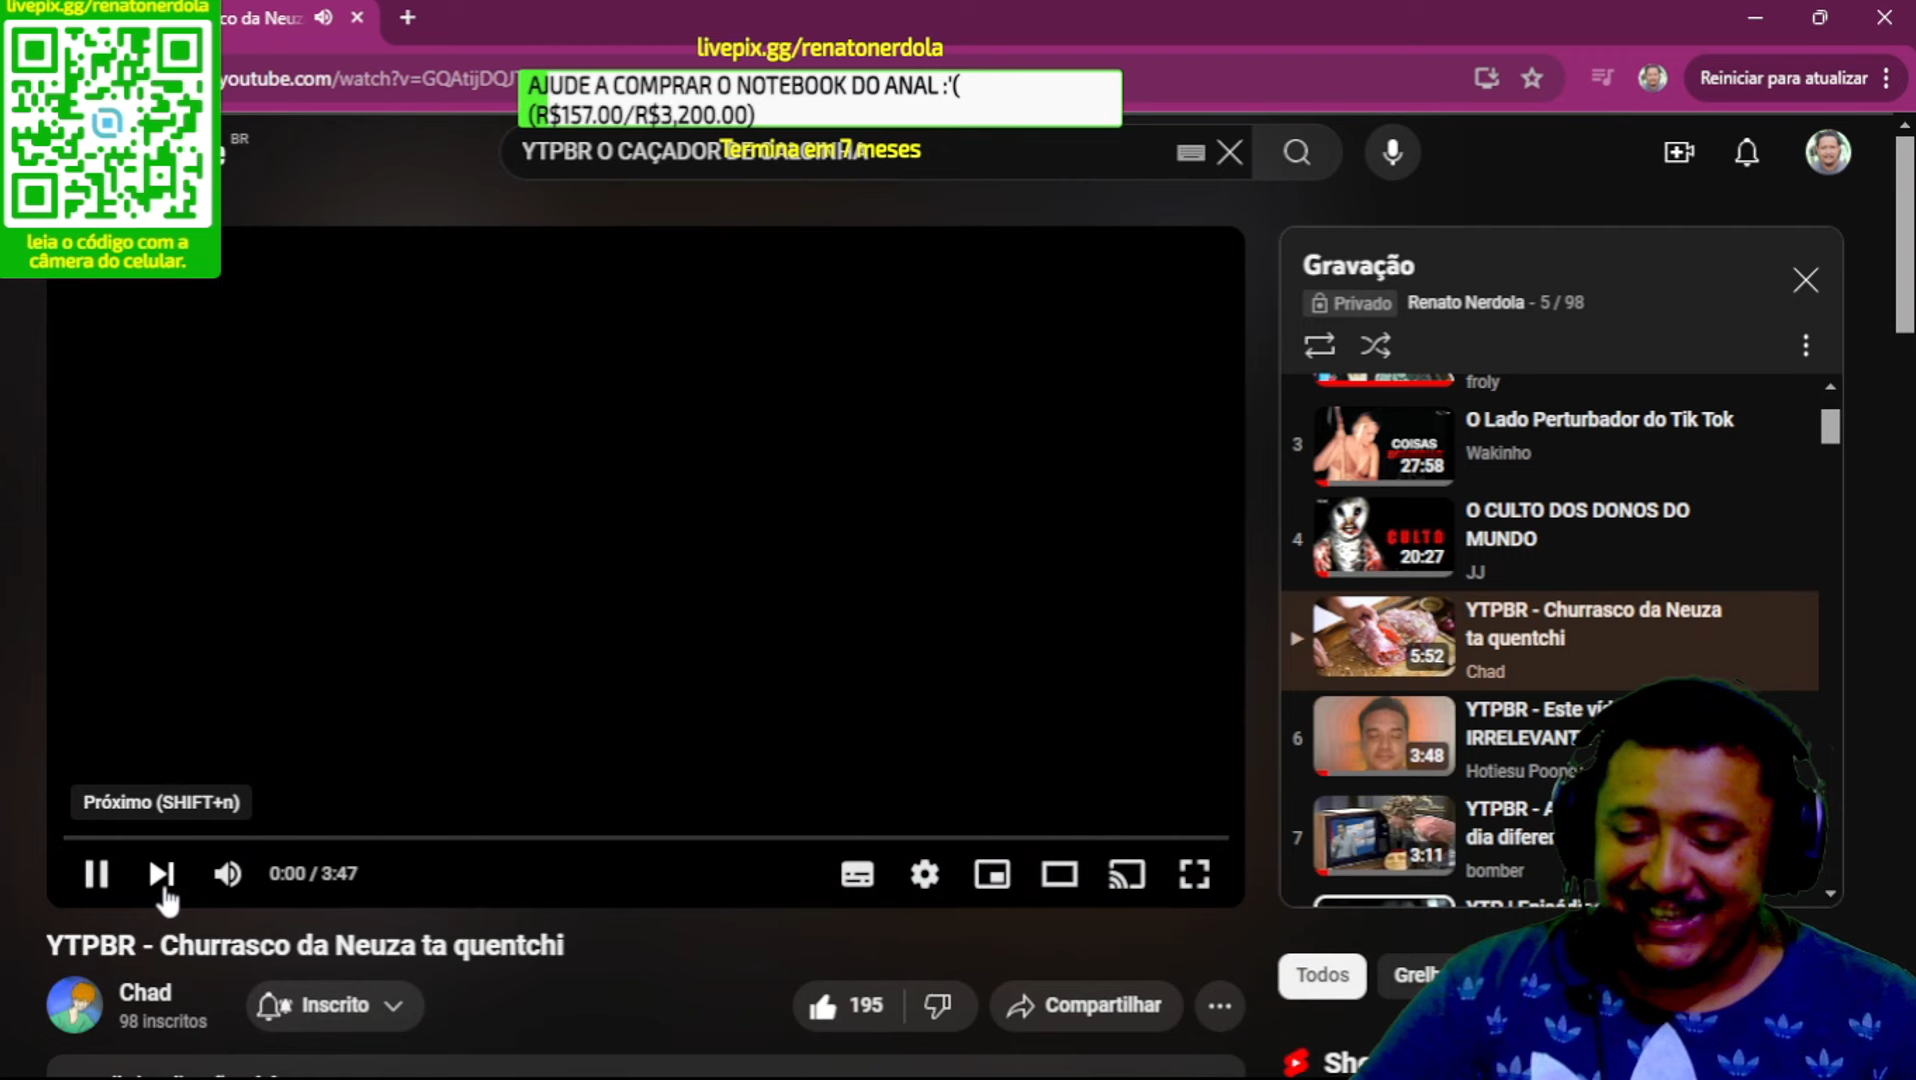 livepix.gg/renatonerdola
co da Neuz
livepix.gg/renatonerdola
youtube.com/watch?v=GQAtijDQJ
AJUDE A COMPRAR O NOTEBOOK DO ANAL :'(
(R$157.00/R$3,200.00)
Reiniciar para atualizar
BR
YTPBR O CAÇADOR
Termina em 7 meses
leia o código com a
câmera do celular.
Gravação
Privado
Renato Nerdola - 5 / 98
froly
3
COISAS
27:58
O Lado Perturbador do Tik Tok
Wakinho
4
CULTO
20:27
O CULTO DOS DONOS DO
MUNDO
JJ
5:52
YTPBR - Churrasco da Neuza
ta quentchi
Chad
6
3:48
YTPBR - Este
IRRELEVANT
Hotiesu Poon
7
3:11
YTPBR - A
dia diferen
bomber
Próximo (SHIFT+n)
0:00 / 3:47
YTPBR - Churrasco da Neuza ta quentchi
Chad
98 inscritos
Inscrito
195
Compartilhar
Todos
Grelh
Sho